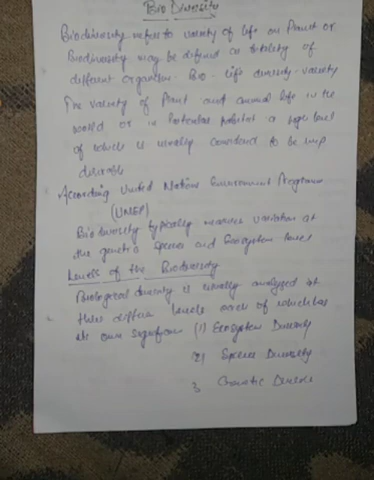 Bio Diversity
Biodiversity refers to variety of life on Planet or
Biodiversity may be defined as totality of
different organism. Bio - life diversity - variety
The variety of Plant and animal life in the
world or in Particular habitat a high level
of which is usually considered to be imp
desirable
According United Nations Environment Programme
(UNEP)
Biodiversity typically measures variation at
the genetic species and Ecosystem level
Levels of the Biodiversity
Biological diversity is usually analyzed at
three differen levels each of which has
its own significan (1) Ecosystem Diversity
(2) Species Diversity
3 Genetic Diversi